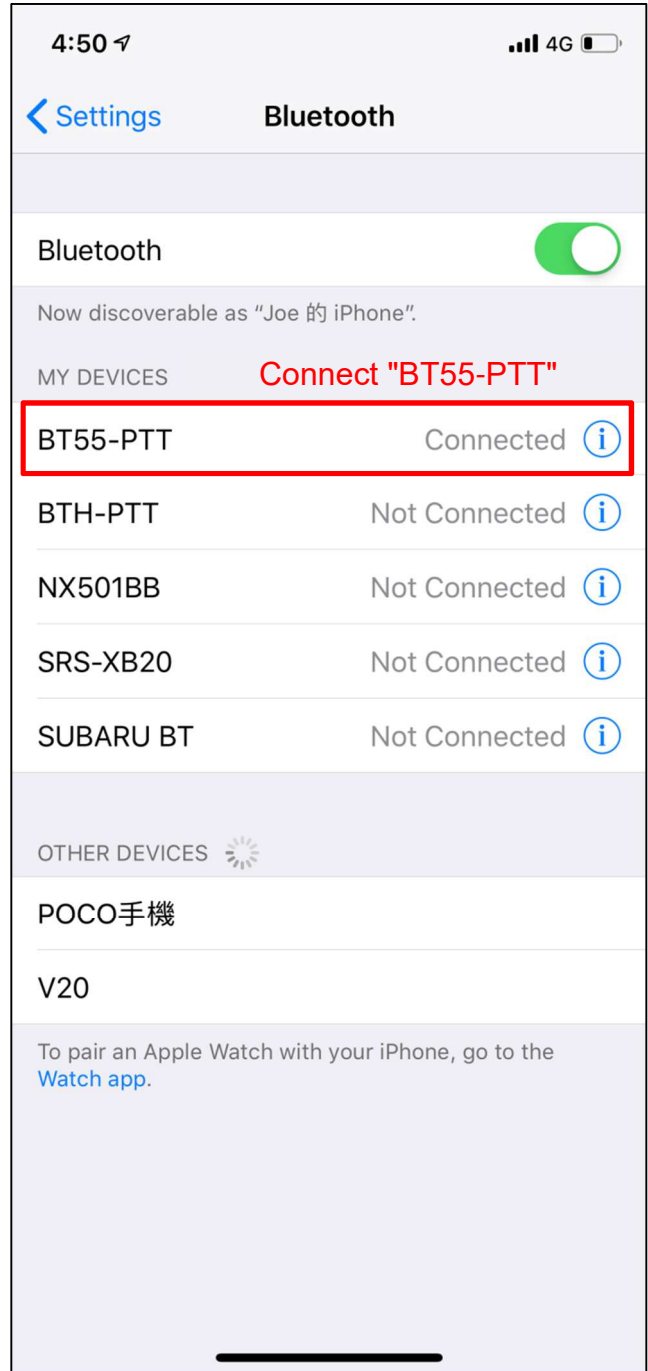 4:50 4G
Settings Bluetooth
Bluetooth
Now discoverable as “Joe 的 iPhone”.
MY DEVICES Connect "BT55-PTT"
BT55-PTT Connected i
BTH-PTT Not Connected i
NX501BB Not Connected i
SRS-XB20 Not Connected i
SUBARU BT Not Connected i
OTHER DEVICES
POCO手機
V20
To pair an Apple Watch with your iPhone, go to the
Watch app.